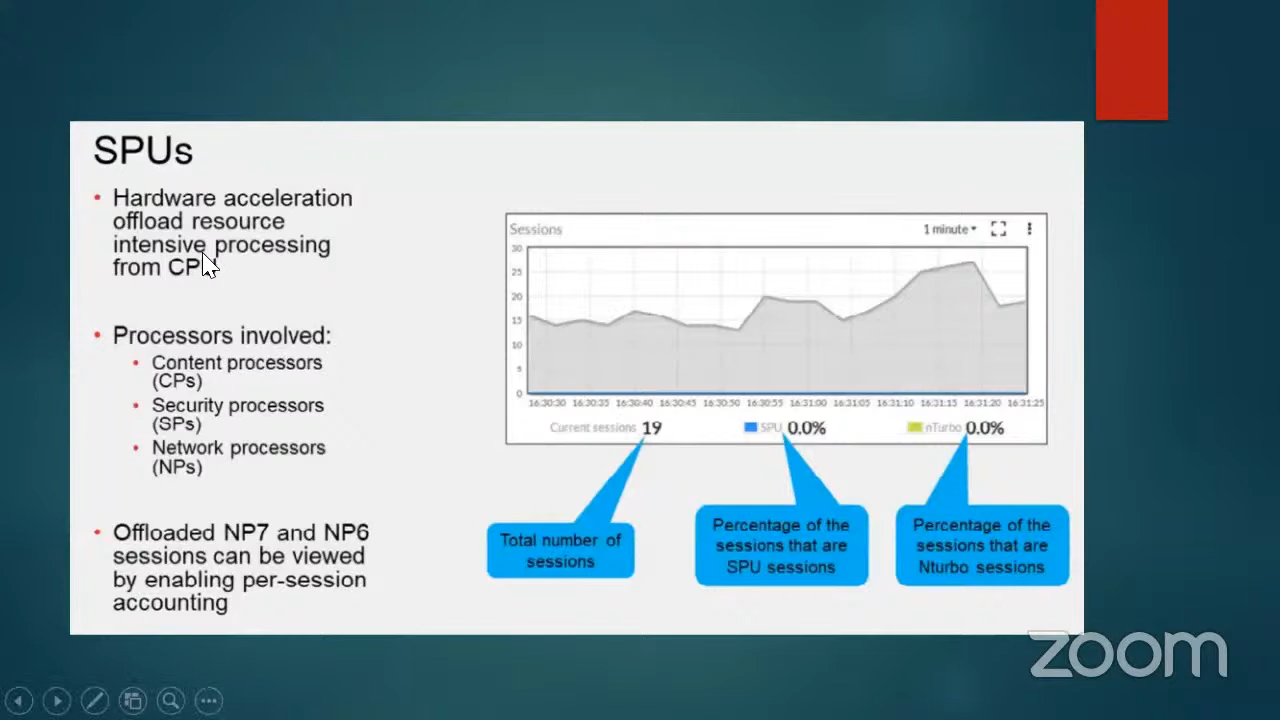 SPUs
• Hardware acceleration
offload resource
intensive processing
from CPU
• Processors involved:
• Content processors
(CPs)
• Security processors
(SPs)
• Network processors
(NPs)
• Offloaded NP7 and NP6
sessions can be viewed
by enabling per-session
accounting
Sessions
1 minute
30
25
20
15
10
5
0
16:30:30 16:30:35 16:30:40 16:30:45 16:30:50 16:30:55 16:31:00 16:31:05 16:31:10 16:31:15 16:31:20 16:31:25
Current sessions 19
SPU 0.0%
nTurbo 0.0%
Total number of
sessions
Percentage of the
sessions that are
SPU sessions
Percentage of the
sessions that are
Nturbo sessions
zoom